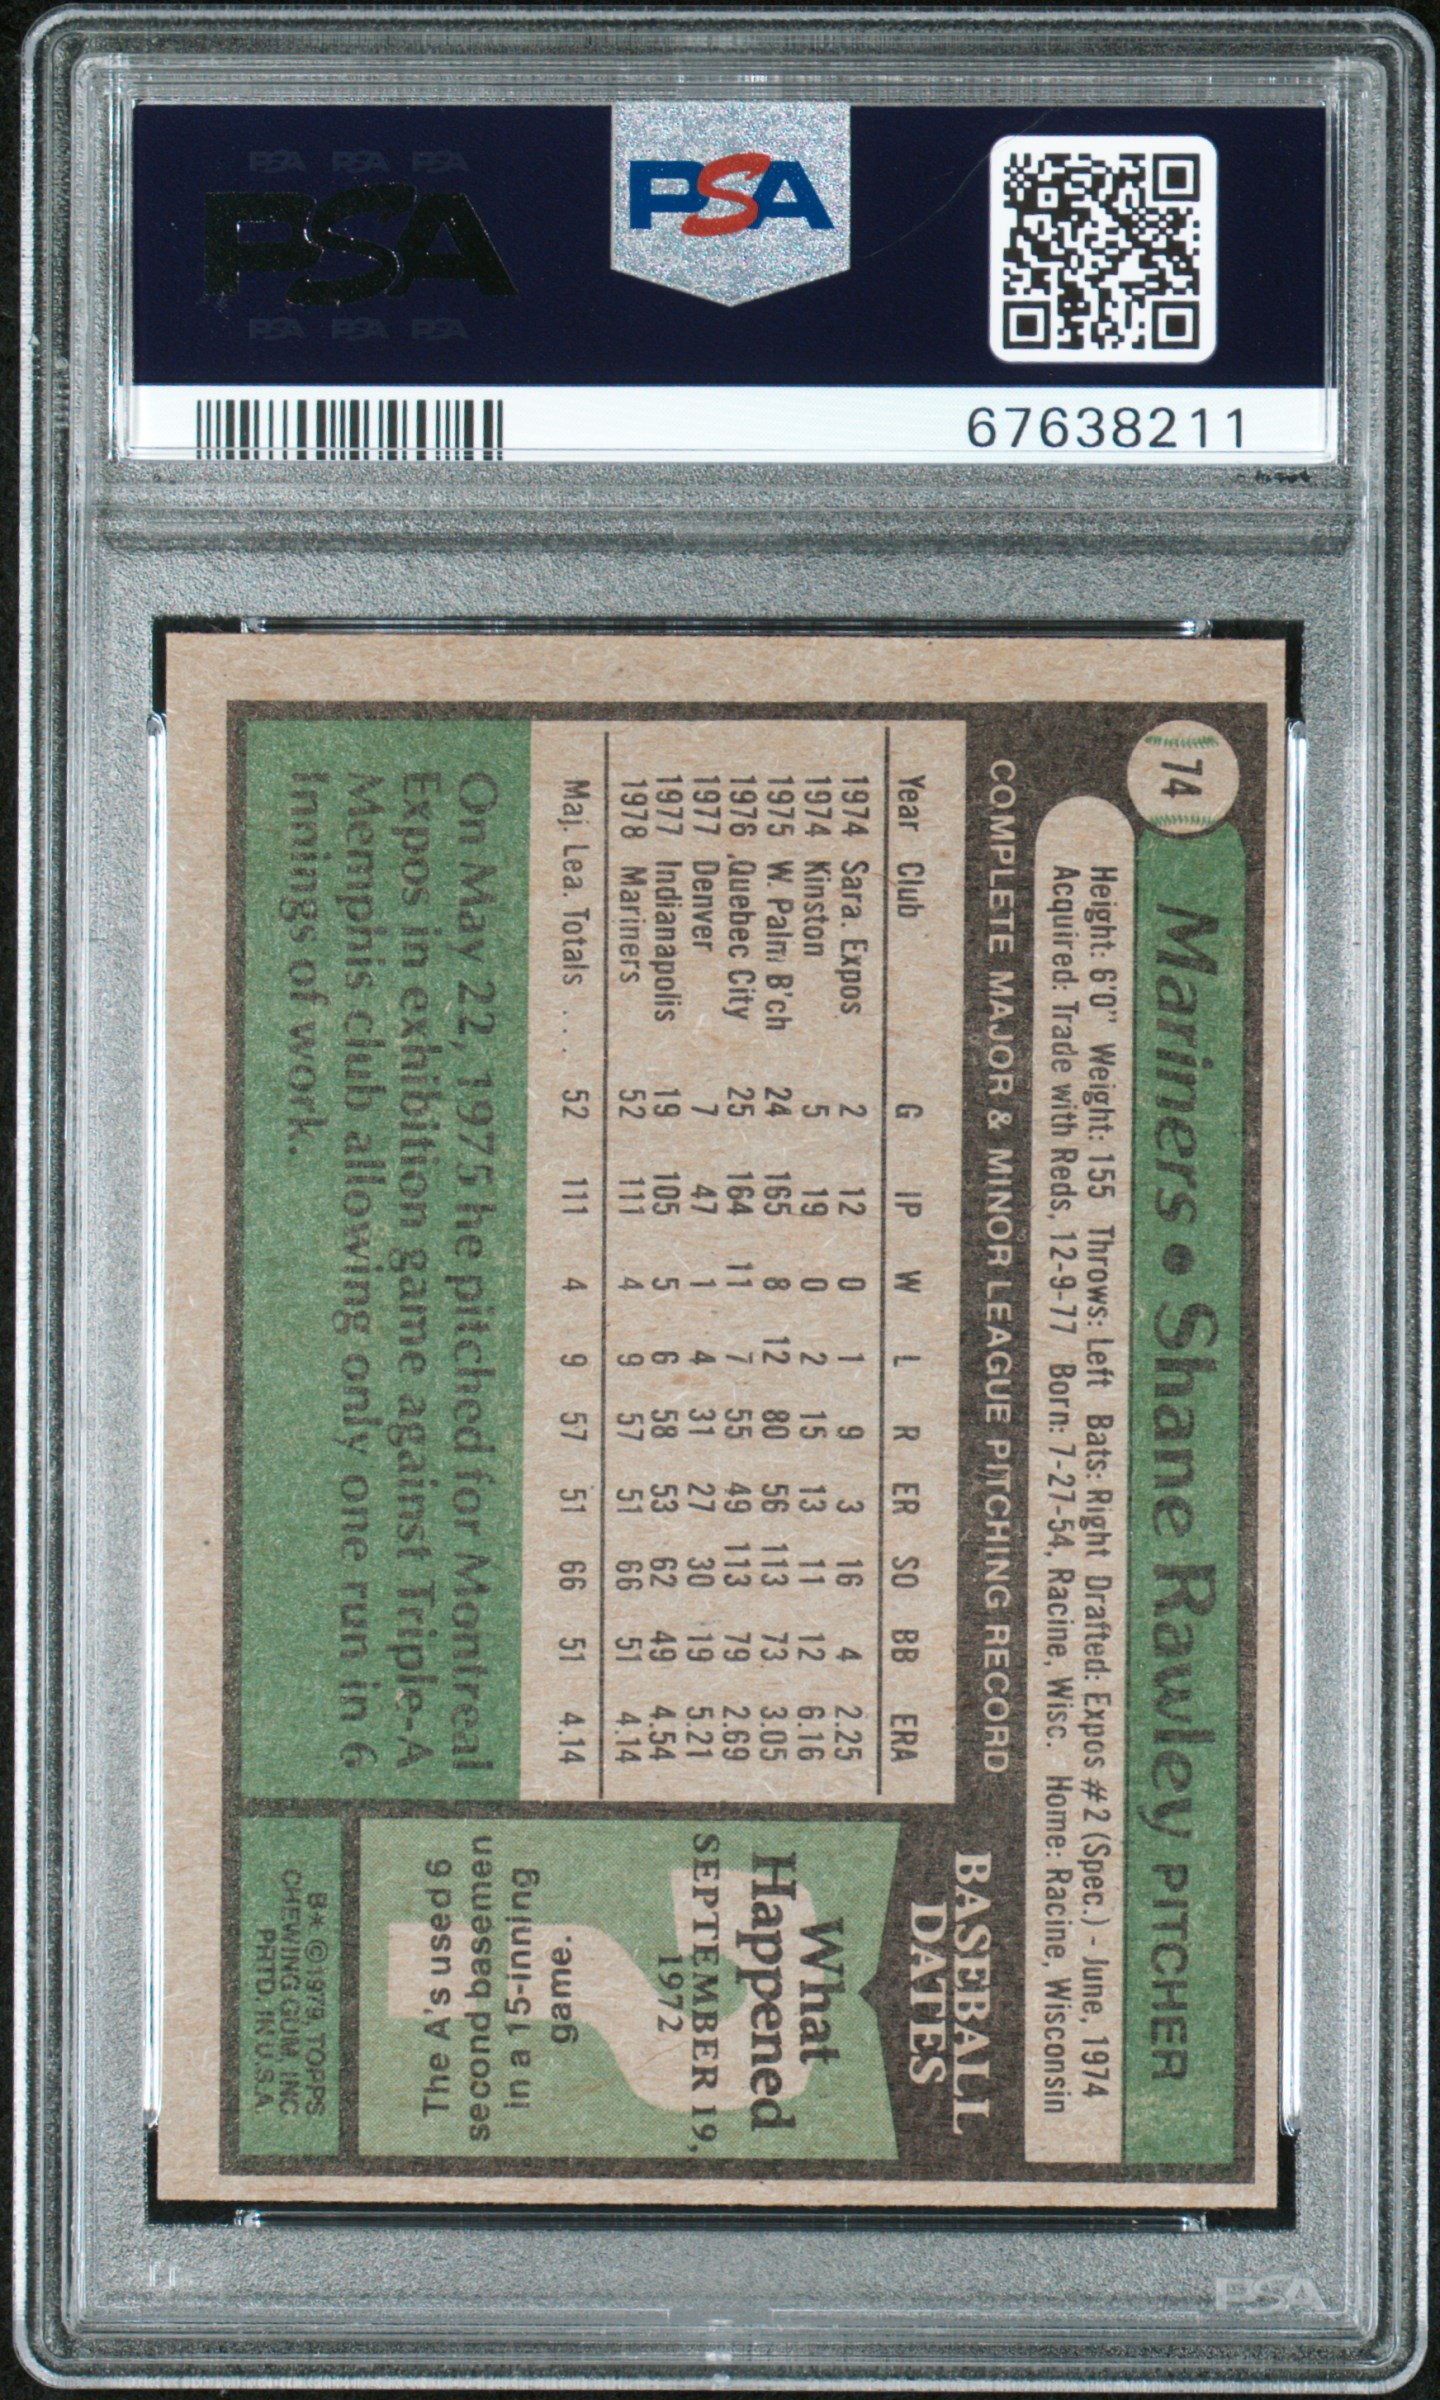 PSA PSA PSA
PSA
PSA PSA PSA
PSA
67638211
74
Mariners • Shane Rawley PITCHER
Height: 6'0" Weight: 155 Throws: Left Bats: Right Drafted: Expos #2 (Spec.) - June, 1974
Acquired: Trade with Reds, 12-9-77 Born: 7-27-54, Racine, Wisc. Home: Racine, Wisconsin
COMPLETE MAJOR & MINOR LEAGUE PITCHING RECORD
Year Club G IP W L R ER SO BB ERA
1974 Sara. Expos 2 12 0 1 9 3 16 4 2.25
1974 Kinston 5 19 0 2 15 13 11 12 6.16
1975 W. Palm B'ch 24 165 8 12 80 56 113 73 3.05
1976 Quebec City 25 164 11 7 55 49 113 79 2.69
1977 Denver 7 47 1 4 31 27 30 19 5.21
1977 Indianapolis 19 105 5 6 58 53 62 49 4.54
1978 Mariners 52 111 4 9 57 51 66 51 4.14
Maj. Lea. Totals . . . 52 111 4 9 57 51 66 51 4.14
On May 22, 1975 he pitched for Montreal
Expos in exhibition game against Triple-A
Memphis club allowing only one run in 6
Innings of work.
BASEBALL
DATES
What
Happened
SEPTEMBER 19,
1972
The A's used 6
second basemen
in a 15-inning
game.
B* © 1979, TOPPS
CHEWING GUM, INC
PRTD. IN U.S.A.
PSA